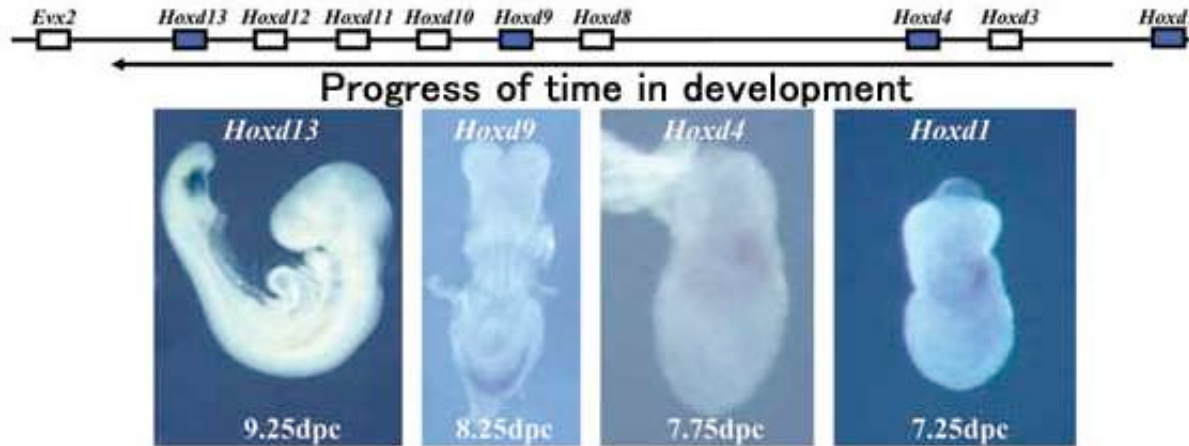 Evx2 Hoxd13 Hoxd12 Hoxd11 Hoxd10 Hoxd9 Hoxd8 Hoxd4 Hoxd3 Hoxd
Progress of time in development
Hoxd13 Hoxd9 Hoxd4 Hoxd1
9.25dpc 8.25dpc 7.75dpc 7.25dpc